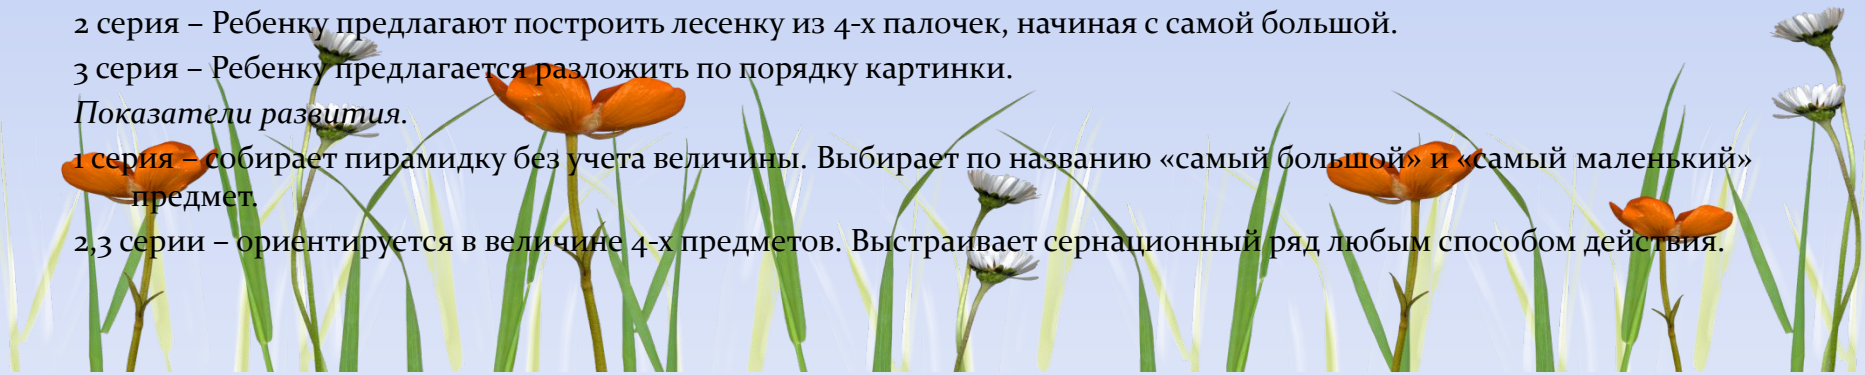 2 серия – Ребенку предлагают построить лесенку из 4-х палочек, начиная с самой большой.
3 серия – Ребенку предлагается разложить по порядку картинки.
Показатели развития.
1 серия – собирает пирамидку без учета величины. Выбирает по названию «самый большой» и «самый маленький»
предмет.
2,3 серии – ориентируется в величине 4-х предметов. Выстраивает сернационный ряд любым способом действия.